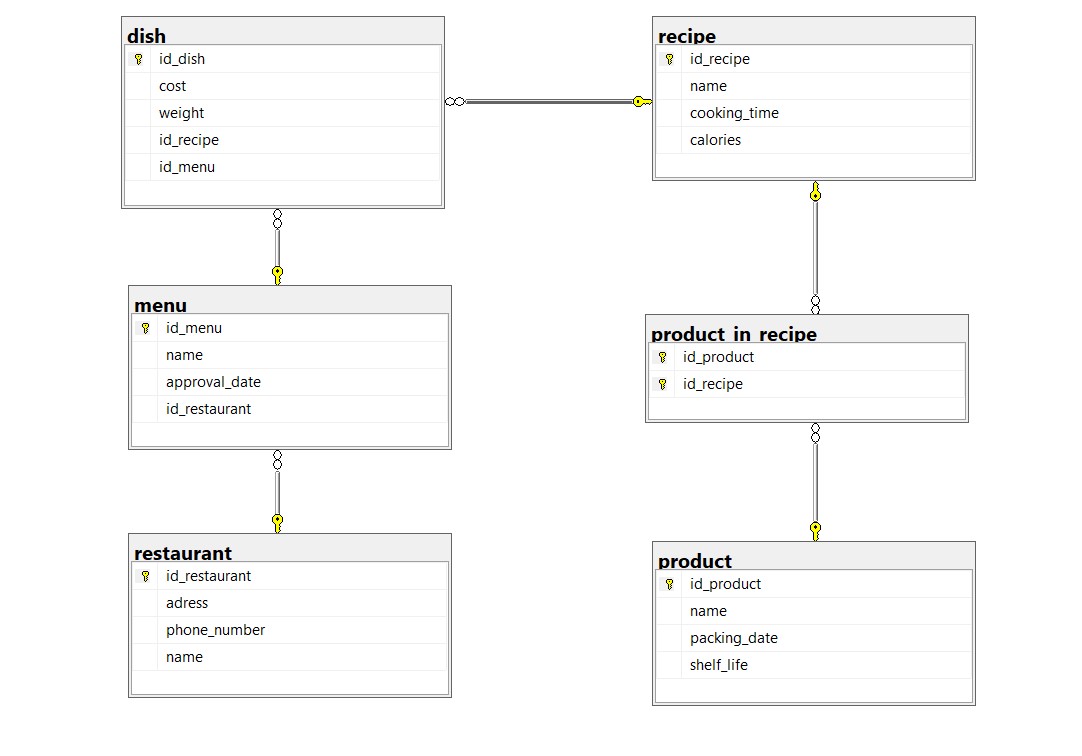 dish
id_dish
cost
weight
id_recipe
id_menu
recipe
id_recipe
name
cooking_time
calories
menu
id_menu
name
approval_date
id_restaurant
product_in_recipe
id_product
id_recipe
restaurant
id_restaurant
adress
phone_number
name
product
id_product
name
packing_date
shelf_life